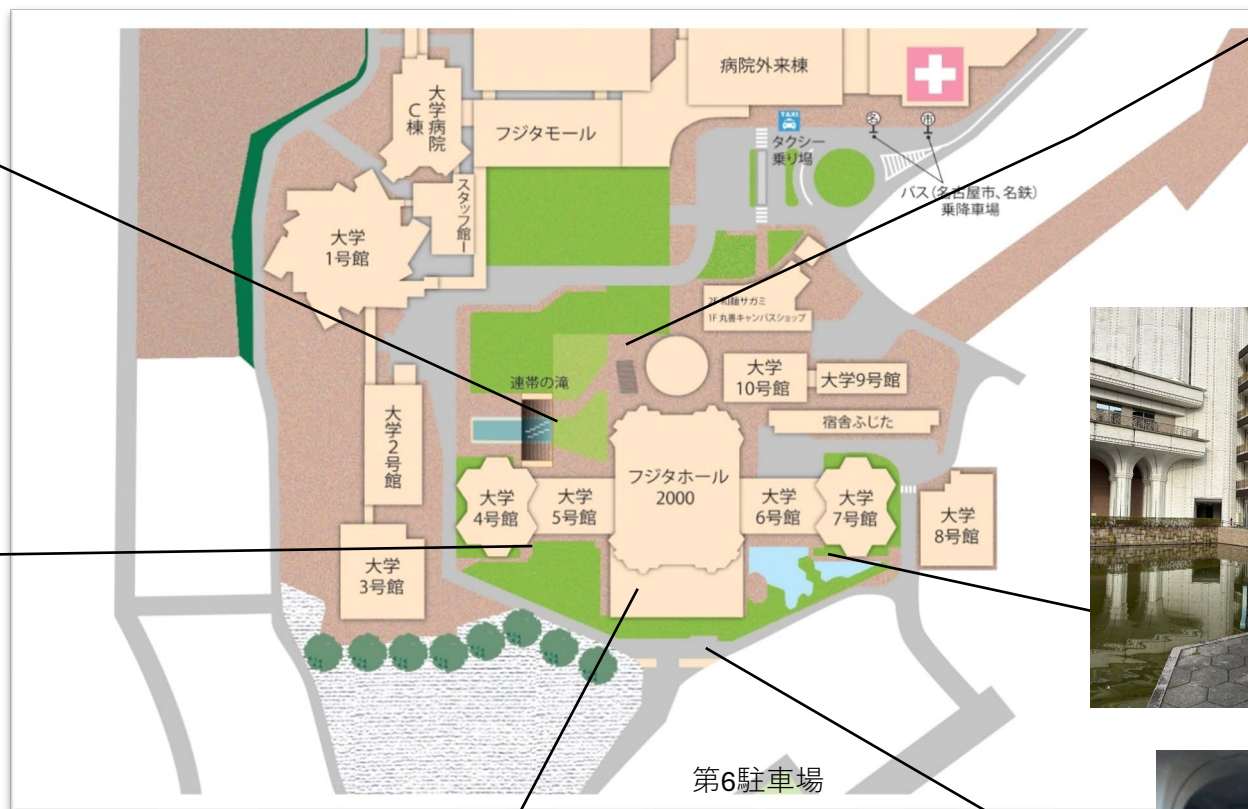 病院外来棟
大学病院
C棟
フジタモール
TAXI
タクシー
乗り場
名
市
バス(名古屋市、名鉄)
乗降車場
スタッフ館Ⅰ
大学
1号館
2F 和麺サガミ
1F 丸善キャンパスショップ
連帯の滝
大学
10号館
大学9号館
宿舎ふじた
大学2号館
フジタホール
2000
大学
4号館
大学
5号館
大学
6号館
大学
7号館
大学
8号館
大学
3号館
第6駐車場